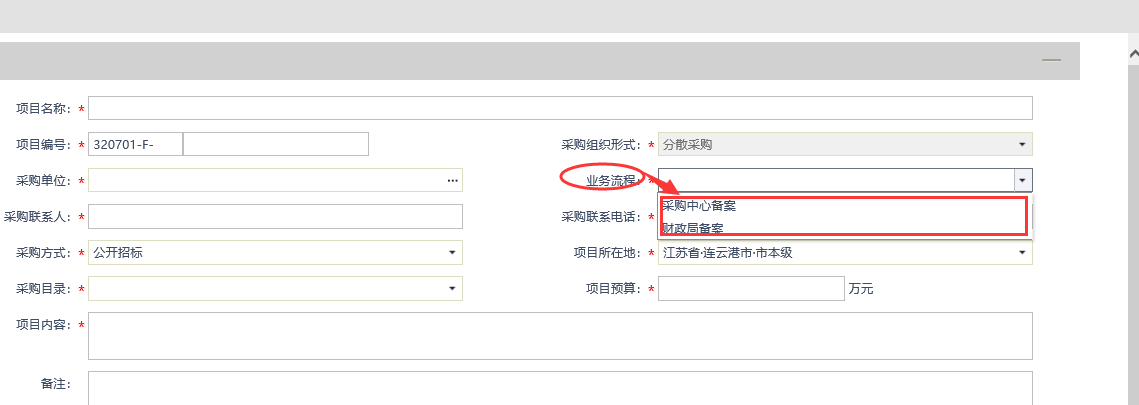 项目名称：*
项目编号：* 320701-F- 采购组织形式：* 分散采购
采购单位：* ... 业务流程：*
采购中心备案
采购联系人：* 采购联系电话：*
财政局备案
采购方式：* 公开招标 项目所在地：* 江苏省·连云港市·市本级
采购目录：* 项目预算：* 万元
项目内容：*
备注：